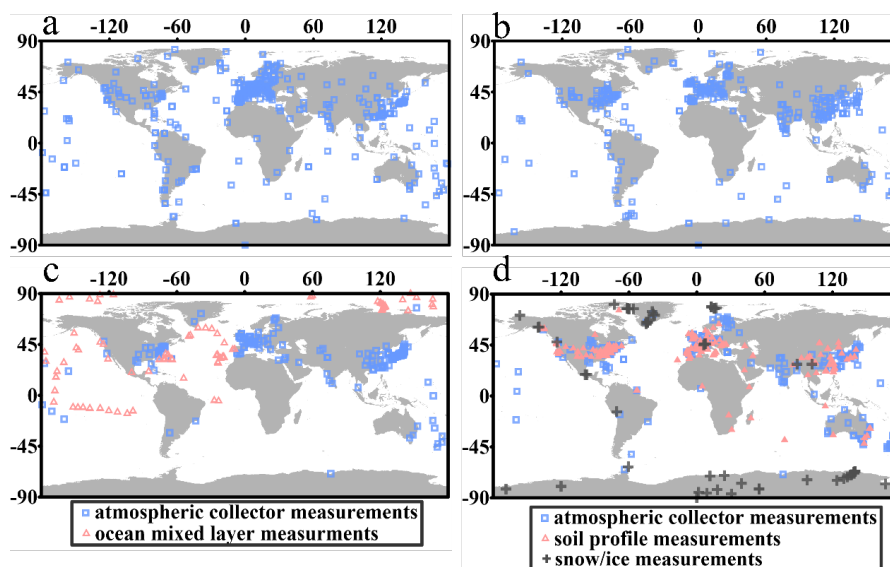 a -120 -60 0 60 120
b -120 -60 0 60 120
90
45
0
-45
-90
90
45
0
-45
-90
c -120 -60 0 60 120
d -120 -60 0 60 120
90
45
0
-45
-90
90
45
0
-45
-90
atmospheric collector measurements
ocean mixed layer measurments
atmospheric collector measurements
soil profile measurements
snow/ice measurements